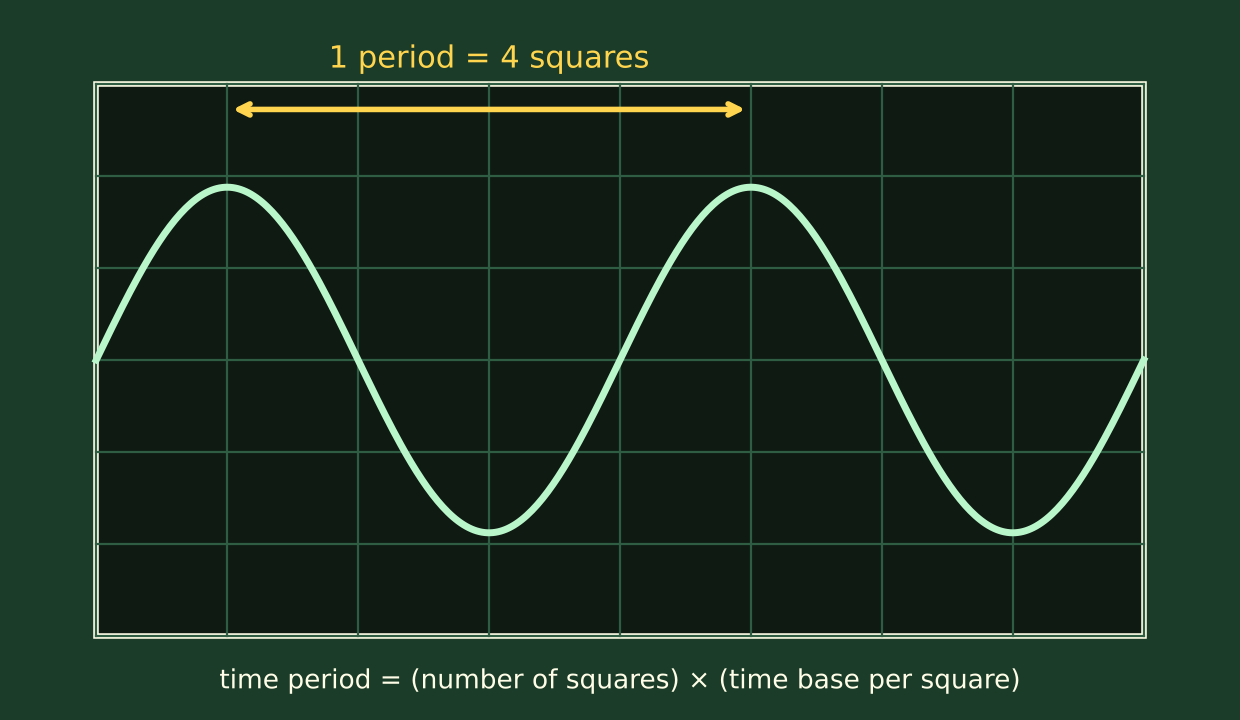 1 period = 4 squares
time period = (number of squares) × (time base per square)